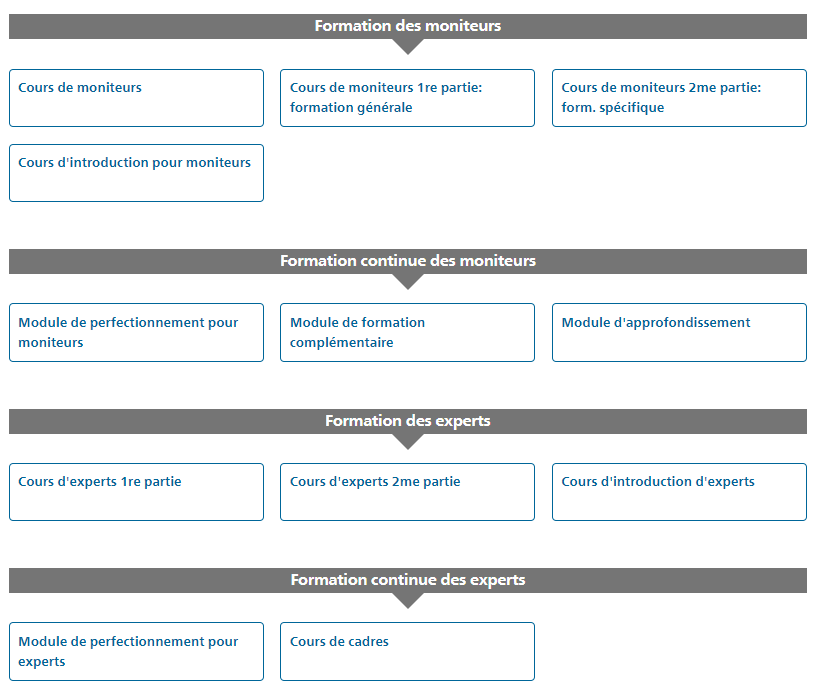 Formation des moniteurs
Cours de moniteurs
Cours de moniteurs 1re partie:
formation générale
Cours de moniteurs 2me partie:
form. spécifique
Cours d'introduction pour moniteurs
Formation continue des moniteurs
Module de perfectionnement pour
moniteurs
Module de formation
complémentaire
Module d'approfondissement
Formation des experts
Cours d'experts 1re partie
Cours d'experts 2me partie
Cours d'introduction d'experts
Formation continue des experts
Module de perfectionnement pour
experts
Cours de cadres